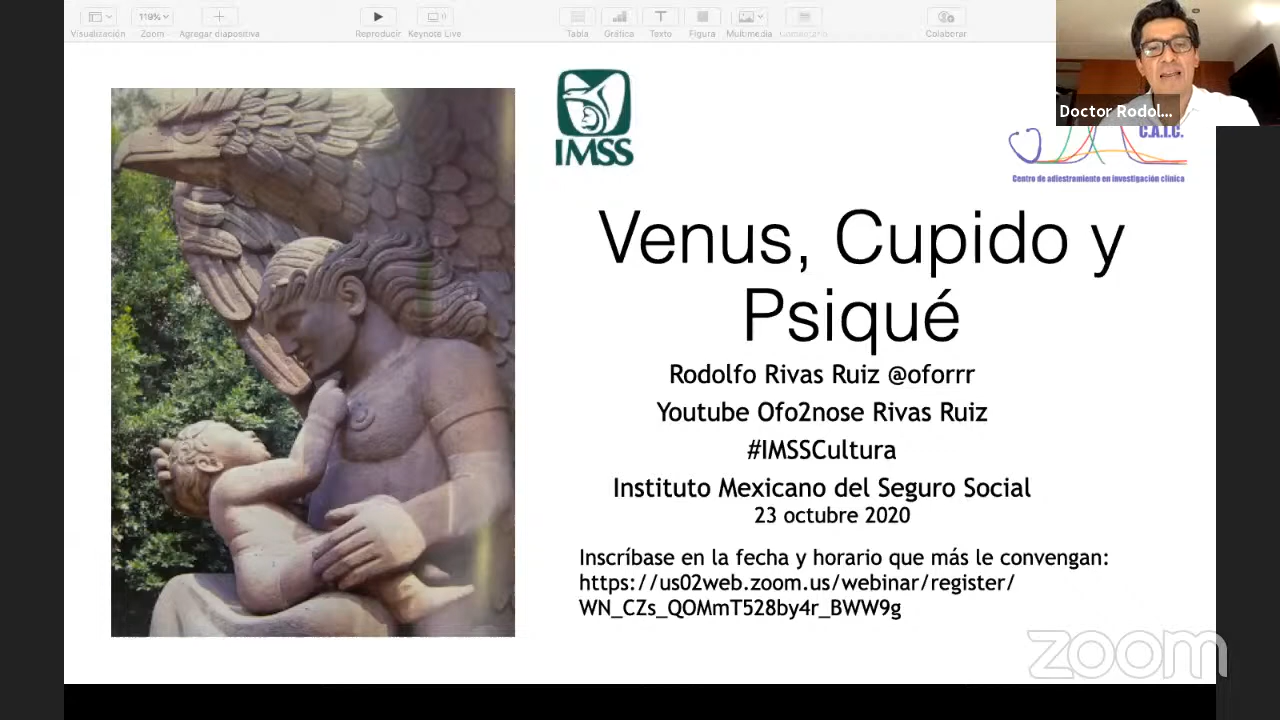 Visualización
119%
Zoom
Agregar diapositiva
Reproducir
Keynote Live
Tabla
Gráfica
Texto
Figura
Multimedia
Comentario
Colaborar
Doctor Rodol...
IMSS
C.A.I.C.
Centro de adiestramiento en investigación clínica
Venus, Cupido y
Psiqué
Rodolfo Rivas Ruiz @oforrr
Youtube Ofo2nose Rivas Ruiz
#IMSSCultura
Instituto Mexicano del Seguro Social
23 octubre 2020
Inscríbase en la fecha y horario que más le convengan:
https://us02web.zoom.us/webinar/register/
WN_CZs_QOMmT528by4r_BWW9g
zoom